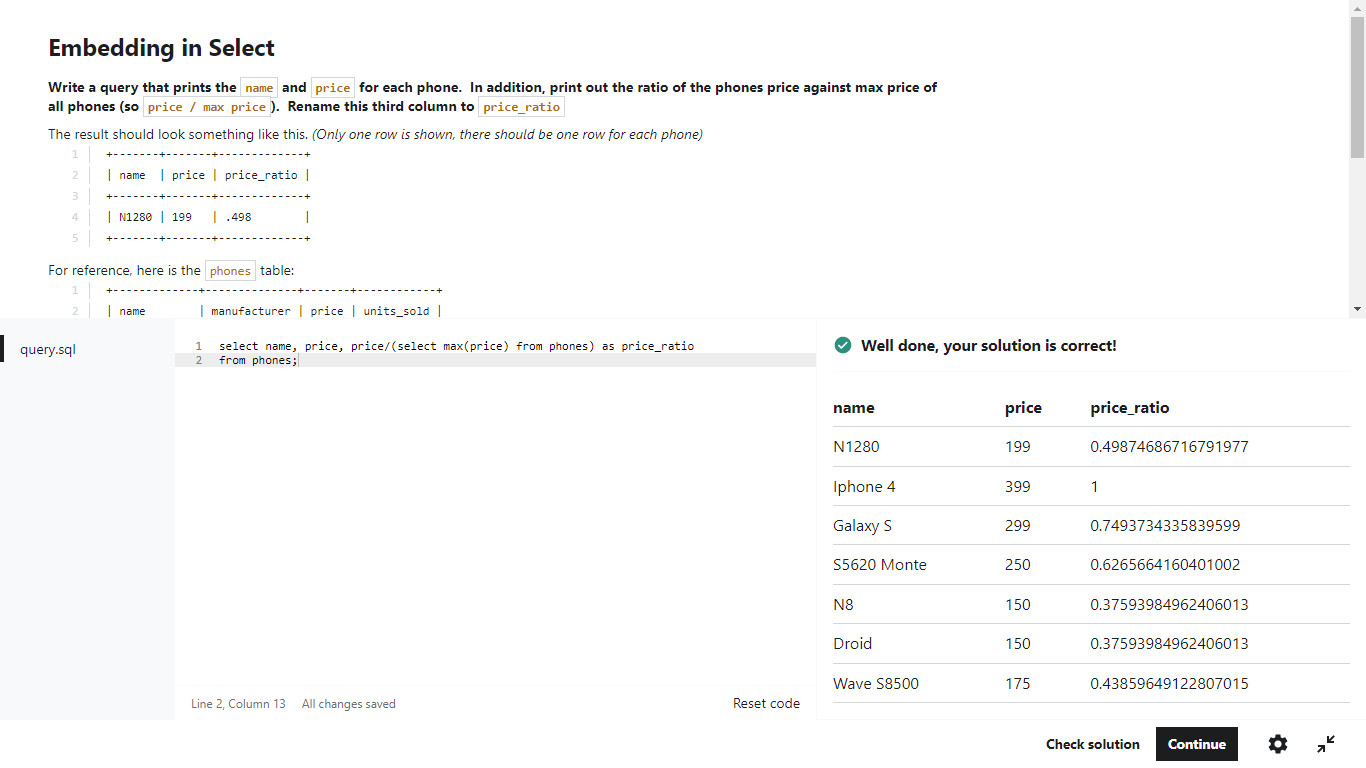 Embedding in Select
Write a query that prints the name and price for each phone. In addition, print out the ratio of the phones price against max price of
all phones (so price / max price). Rename this third column to price_ratio
The result should look something like this. (Only one row is shown, there should be one row for each phone)
1 +-------+-------+-------------+
2 | name  | price | price_ratio |
3 +-------+-------+-------------+
4 | N1280 | 199   | .498        |
5 +-------+-------+-------------+
For reference, here is the phones table:
1 +-------------+--------------+-------+------------+
2 | name        | manufacturer | price | units_sold |
query.sql
1 select name, price, price/(select max(price) from phones) as price_ratio
2 from phones;
Line 2, Column 13 All changes saved Reset code
Well done, your solution is correct!
name price price_ratio
N1280 199 0.49874686716791977
Iphone 4 399 1
Galaxy S 299 0.7493734335839599
S5620 Monte 250 0.6265664160401002
N8 150 0.37593984962406013
Droid 150 0.37593984962406013
Wave S8500 175 0.43859649122807015
Check solution Continue